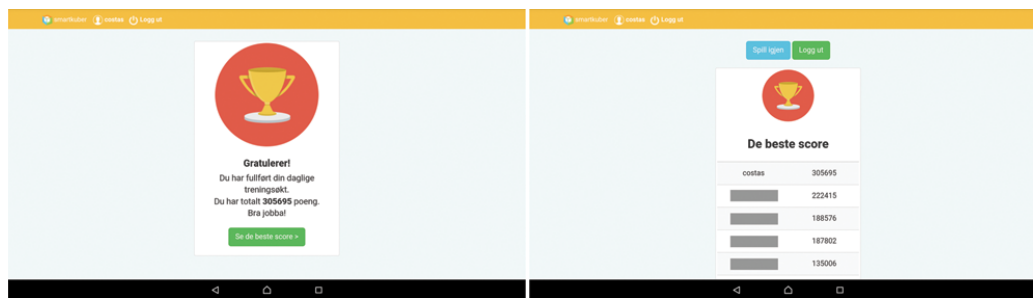 smartkuber costas Logg ut
Gratulerer!
Du har fullført din daglige
treningsøkt.
Du har totalt 305695 poeng.
Bra jobba!
Se de beste score >
smartkuber costas Logg ut
Spill igjen Logg ut
De beste score
costas 305695
222415
188576
187802
135006